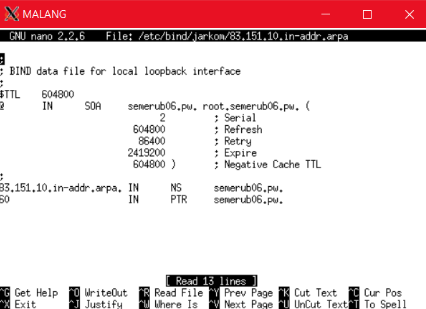 MALANG
GNU nano 2.2.6 File: /etc/bind/jarkom/83.151.10.in-addr.arpa
;
; BIND data file for local loopback interface
;
$TTL 604800
@ IN SOA semerub06.pw. root.semerub06.pw. (
2 ; Serial
604800 ; Refresh
86400 ; Retry
2419200 ; Expire
604800 ) ; Negative Cache TTL
;
83.151.10.in-addr.arpa. IN NS semerub06.pw.
60 IN PTR semerub06.pw.
[ Read 13 lines ]
^G Get Help ^O WriteOut ^R Read File ^Y Prev Page ^K Cut Text ^C Cur Pos
^X Exit ^J Justify ^W Where Is ^V Next Page ^U UnCut Text ^T To Spell